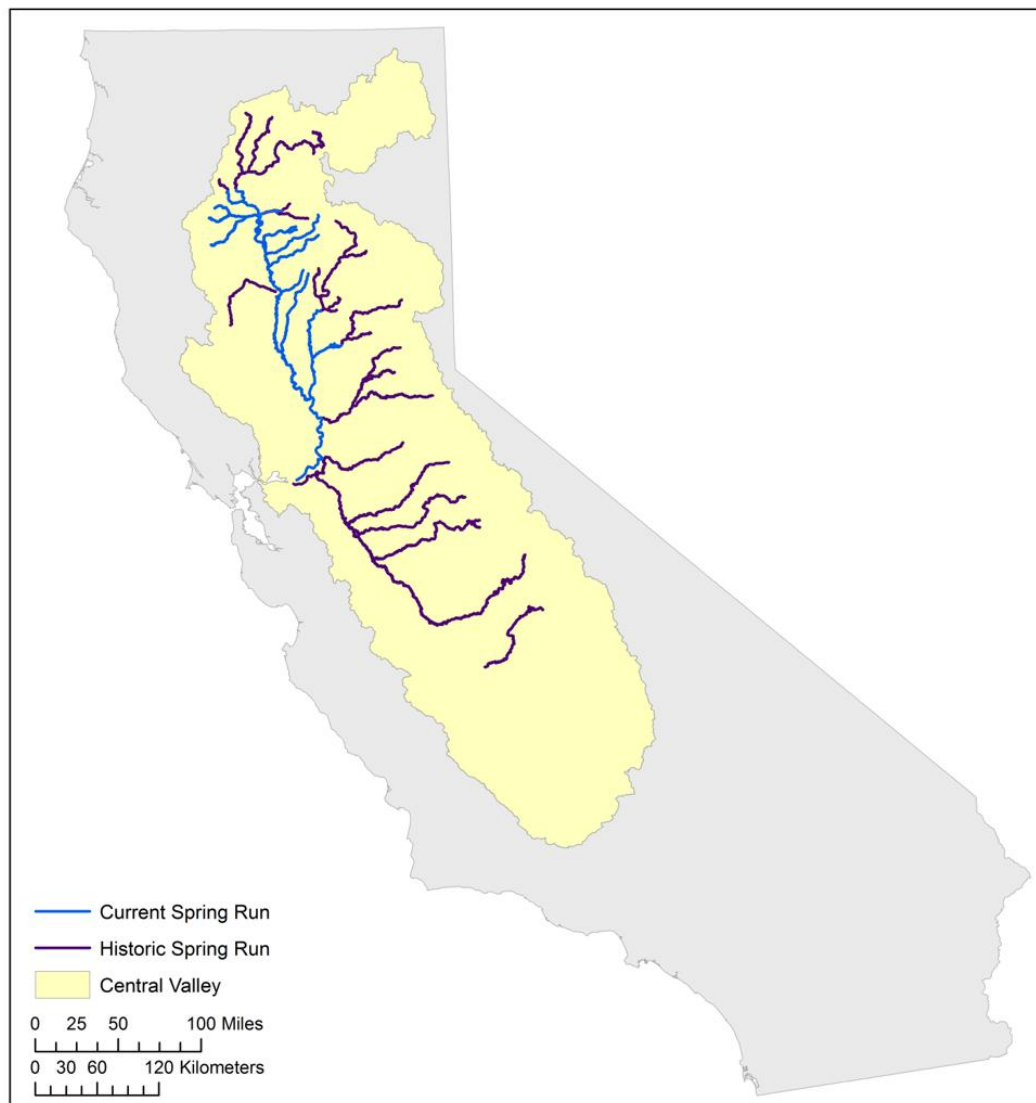 Current Spring Run
Historic Spring Run
Central Valley
0 25 50 100 Miles
0 30 60 120 Kilometers